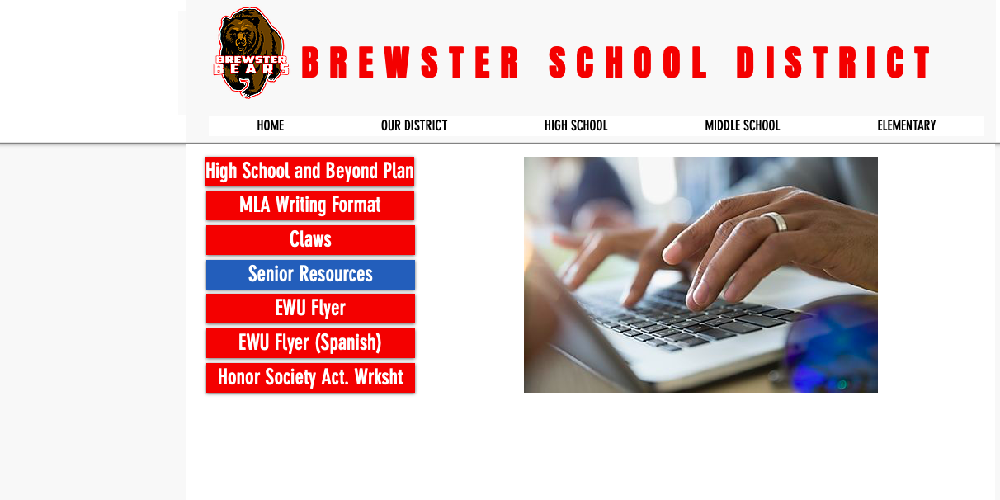 BREWSTER
BEARS
BREWSTER SCHOOL DISTRICT
HOME OUR DISTRICT HIGH SCHOOL MIDDLE SCHOOL ELEMENTARY
High School and Beyond Plan
MLA Writing Format
Claws
Senior Resources
EWU Flyer
EWU Flyer (Spanish)
Honor Society Act. Wrksht